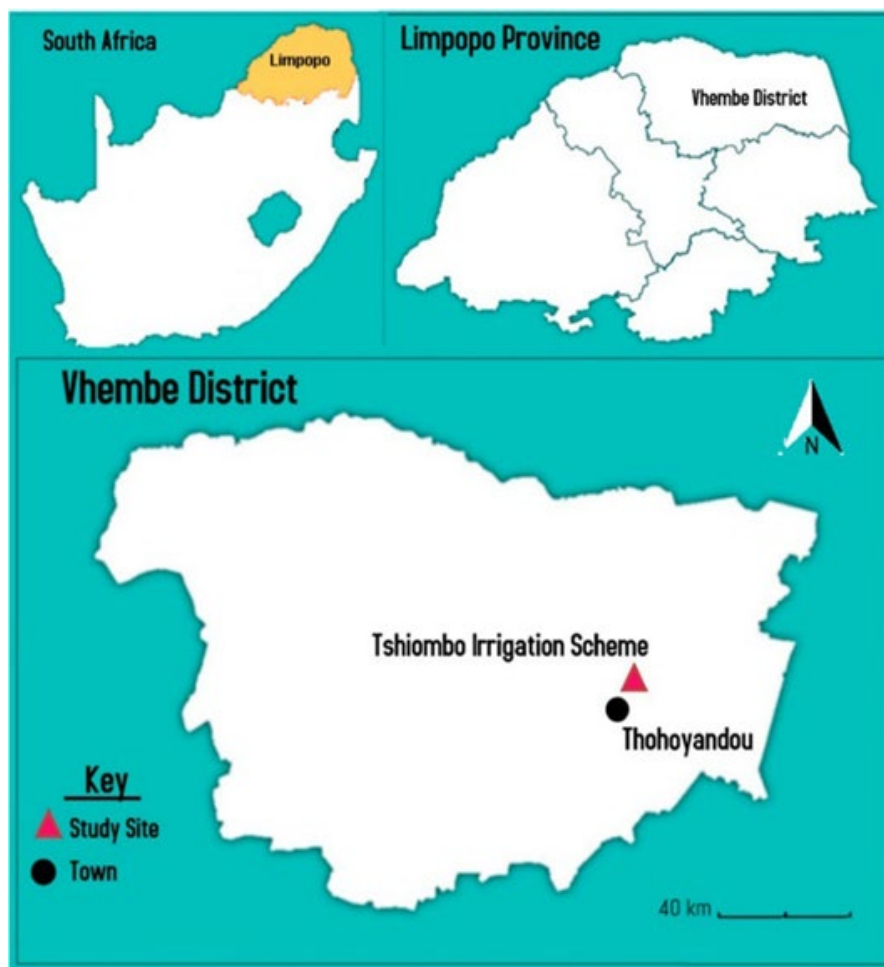 South Africa
Limpopo
Limpopo Province
Vhembe District
Vhembe District
N
Tshiombo Irrigation Scheme
Thohoyandou
Key
Study Site
Town
40 km